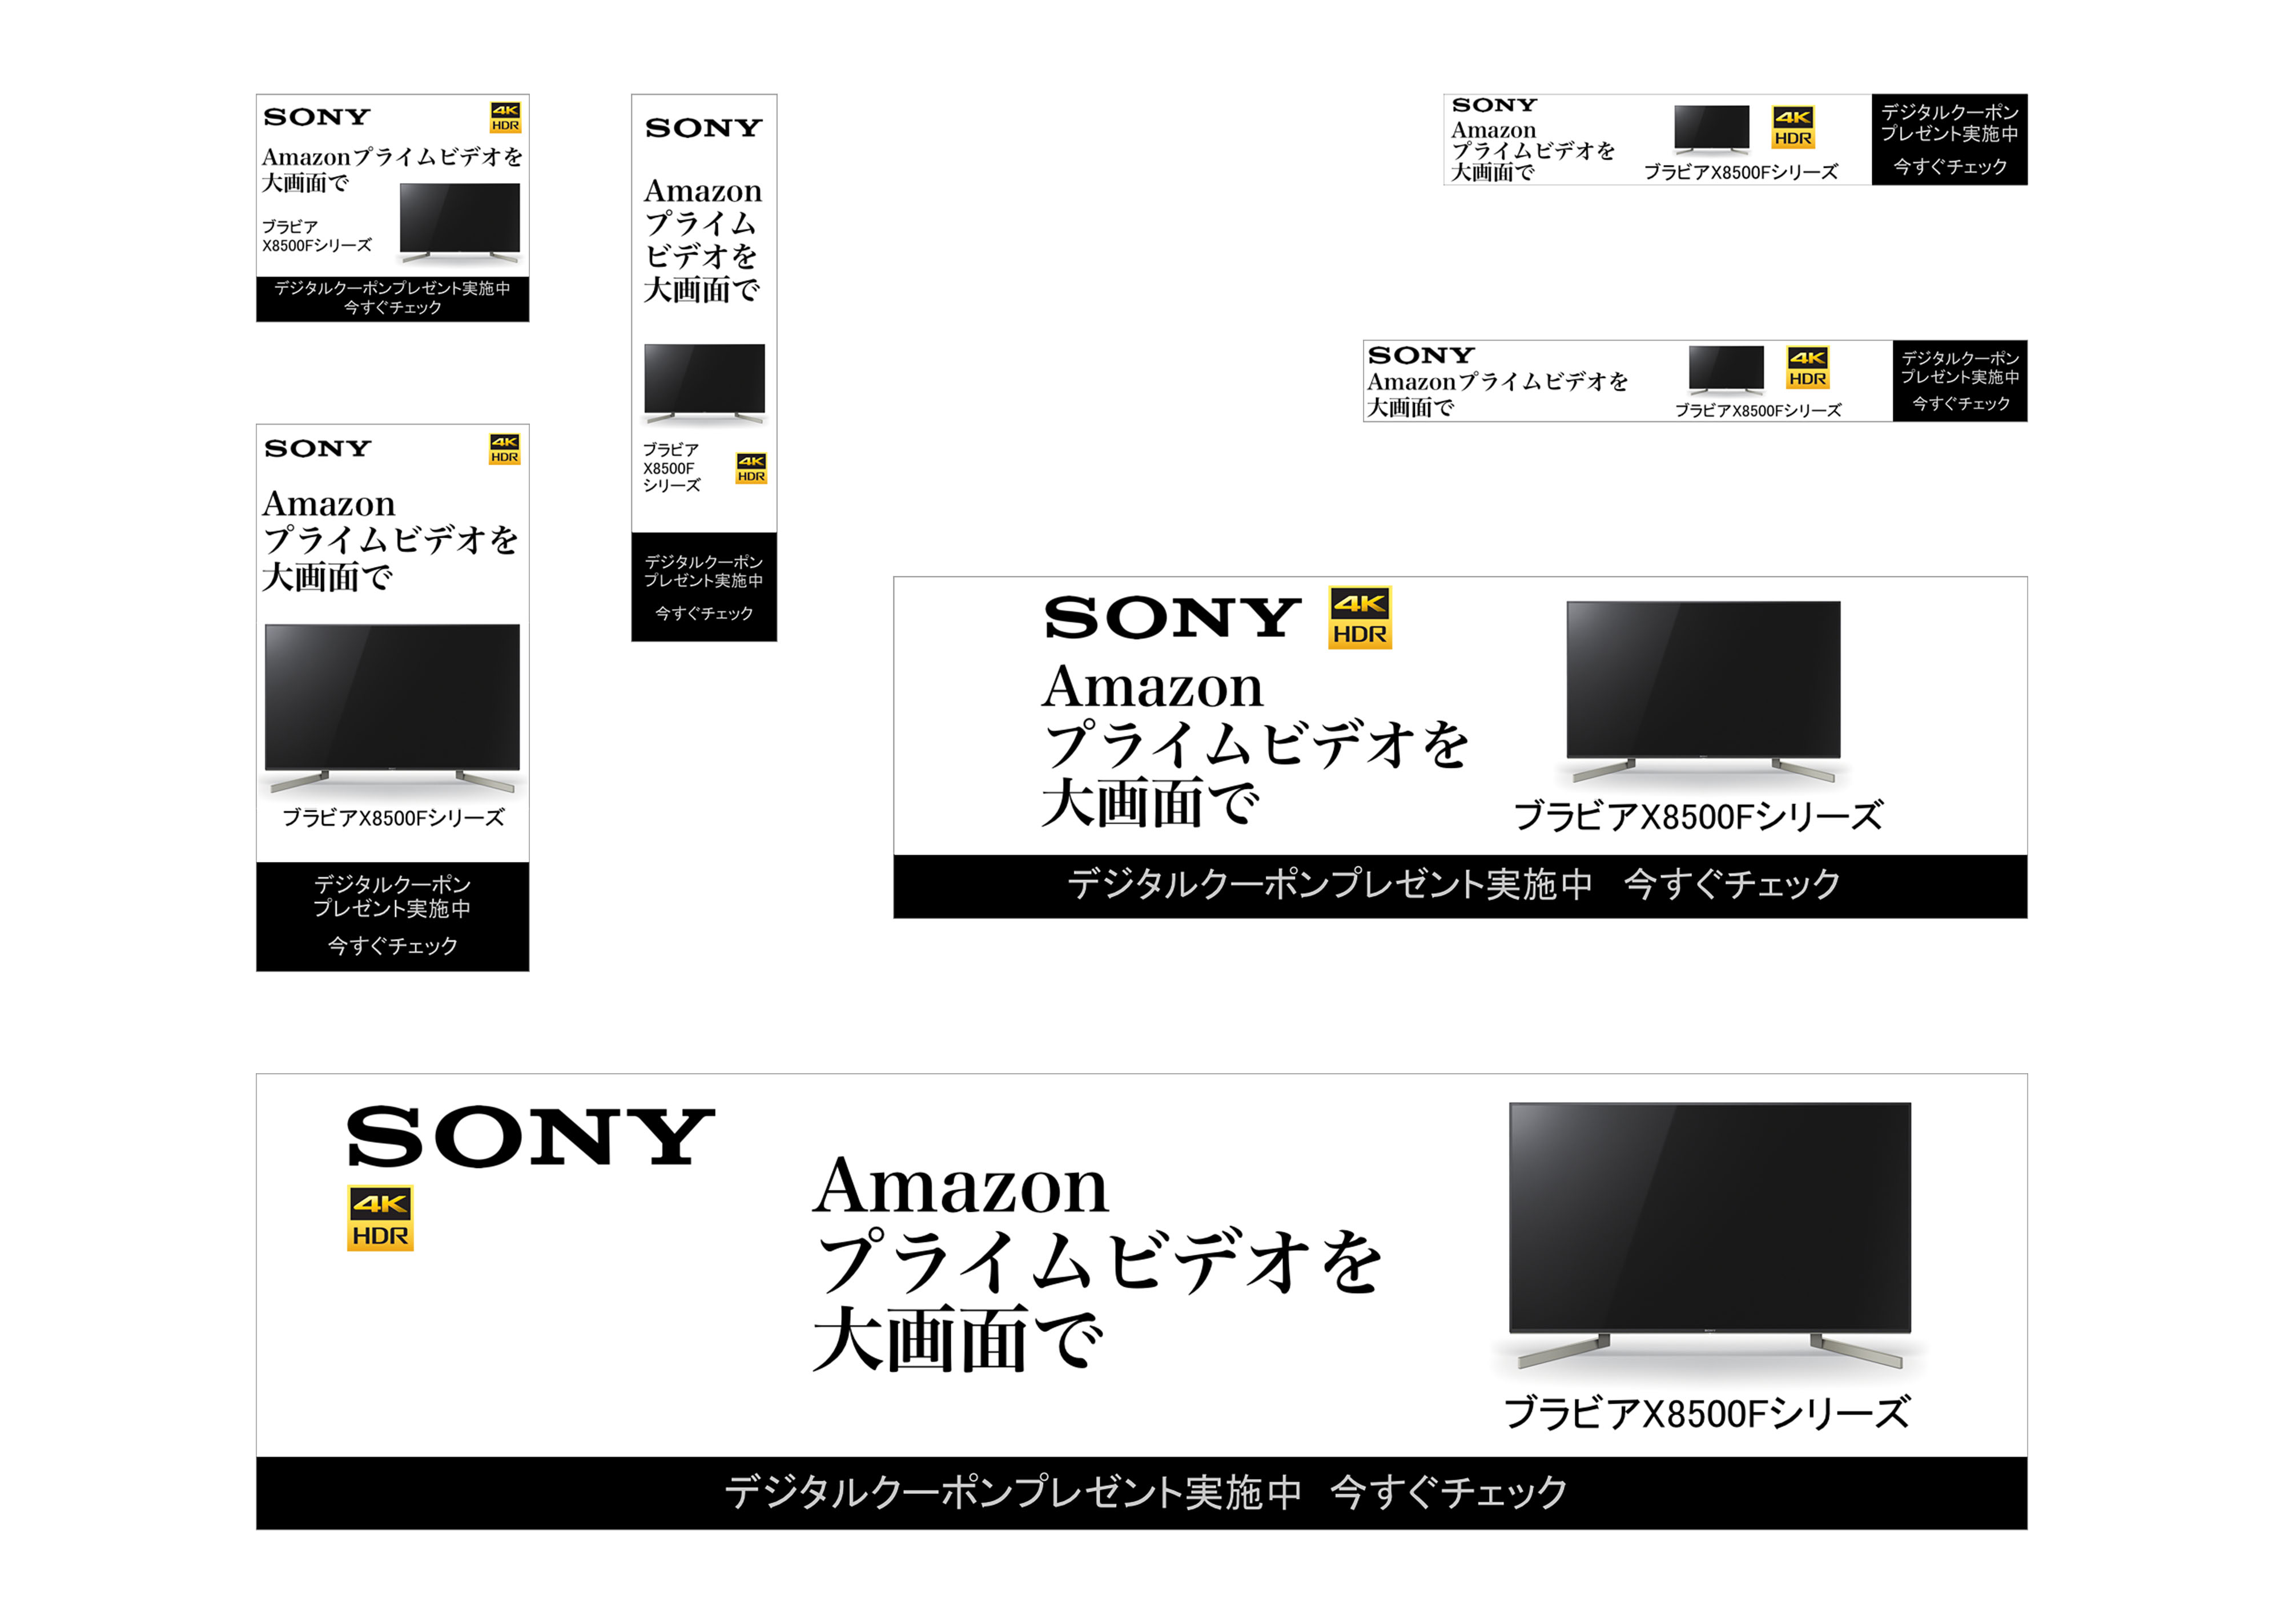 SONY
4K
HDR
Amazonプライムビデオを
大画面で
ブラビア
X8500Fシリーズ
デジタルクーポンプレゼント実施中
今すぐチェック
SONY
Amazon
プライム
ビデオを
大画面で
ブラビア
X8500F
シリーズ
4K
HDR
デジタルクーポン
プレゼント実施中
今すぐチェック
SONY
Amazon
プライムビデオを
大画面で
4K
HDR
ブラビアX8500Fシリーズ
デジタルクーポン
プレゼント実施中
今すぐチェック
SONY
Amazonプライムビデオを
大画面で
4K
HDR
ブラビアX8500Fシリーズ
デジタルクーポン
プレゼント実施中
今すぐチェック
SONY
4K
HDR
Amazon
プライムビデオを
大画面で
ブラビアX8500Fシリーズ
デジタルクーポン
プレゼント実施中
今すぐチェック
SONY
4K
HDR
Amazon
プライムビデオを
大画面で
ブラビアX8500Fシリーズ
デジタルクーポンプレゼント実施中　今すぐチェック
SONY
4K
HDR
Amazon
プライムビデオを
大画面で
ブラビアX8500Fシリーズ
デジタルクーポンプレゼント実施中　今すぐチェック